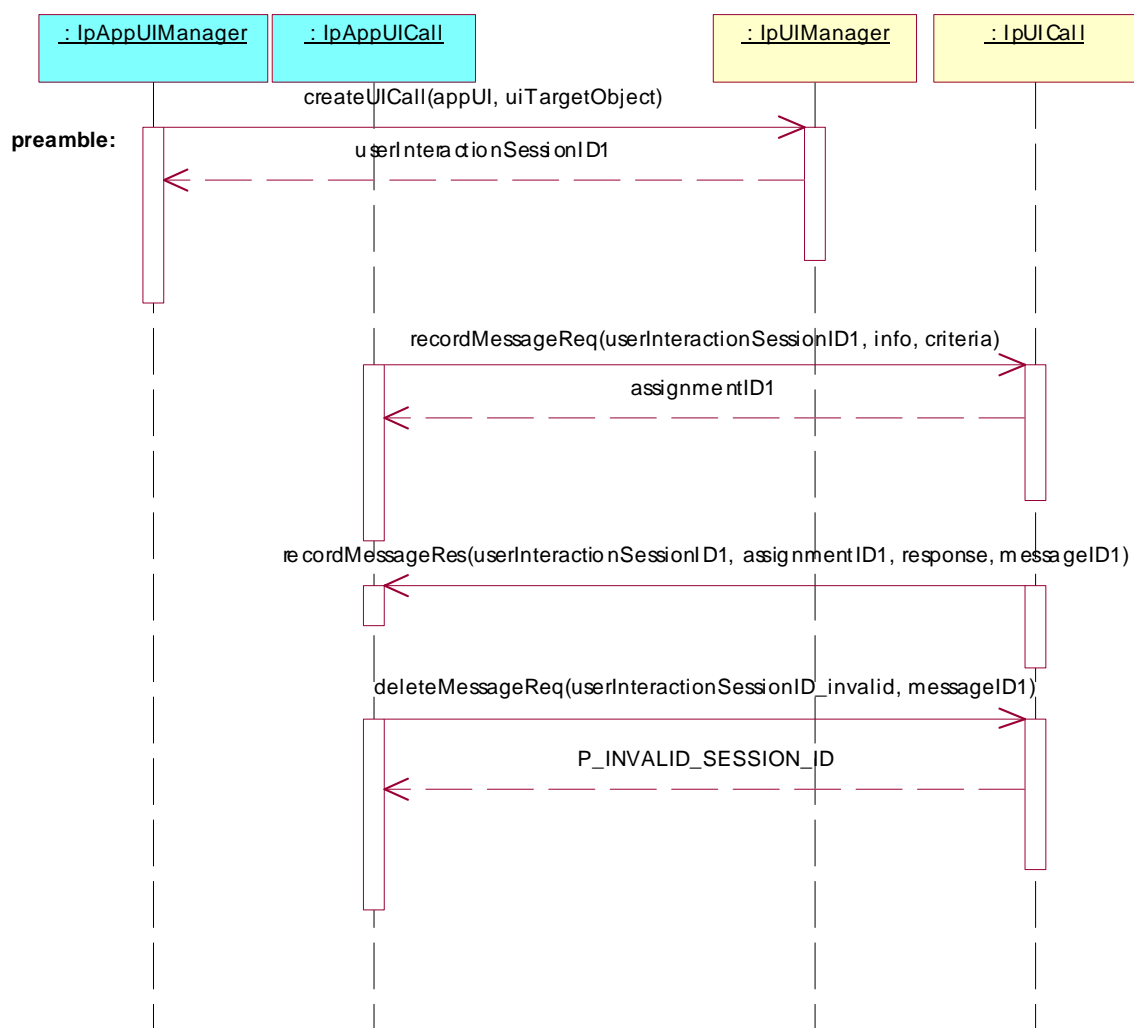 : IpAppUIManager
: IpAppUICall
: IpUIManager
: IpUICall
createUICall(appUI, uiTargetObject)
preamble:
userInteractionSessionID1
recordMessageReq(userInteractionSessionID1, info, criteria)
assignmentID1
recordMessageRes(userInteractionSessionID1, assignmentID1, response, messageID1)
deleteMessageReq(userInteractionSessionID_invalid, messageID1)
P_INVALID_SESSION_ID